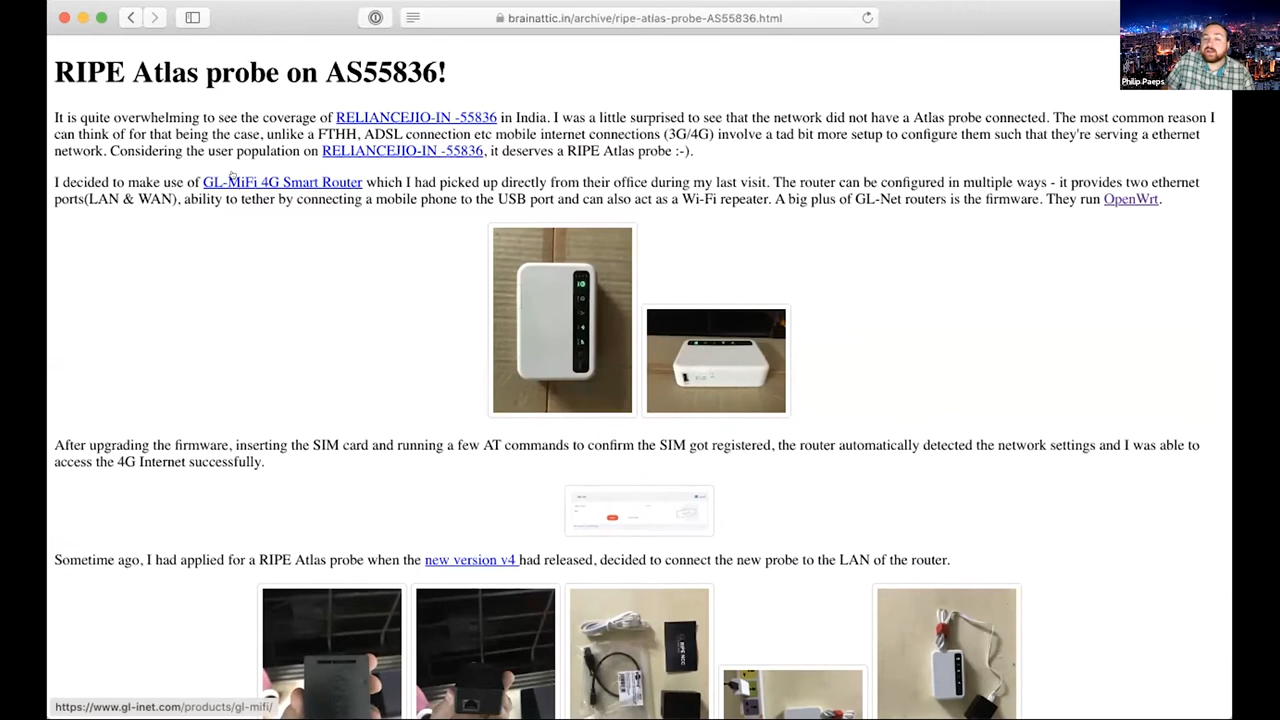 brainattic.in/archive/ripe-atlas-probe-AS55836.html
Philip Paeps
RIPE Atlas probe on AS55836!
It is quite overwhelming to see the coverage of RELIANCEJIO-IN -55836 in India. I was a little surprised to see that the network did not have a Atlas probe connected. The most common reason I
can think of for that being the case, unlike a FTHH, ADSL connection etc mobile internet connections (3G/4G) involve a tad bit more setup to configure them such that they're serving a ethernet
network. Considering the user population on RELIANCEJIO-IN -55836, it deserves a RIPE Atlas probe :-).
I decided to make use of GL-MiFi 4G Smart Router which I had picked up directly from their office during my last visit. The router can be configured in multiple ways - it provides two ethernet
ports(LAN & WAN), ability to tether by connecting a mobile phone to the USB port and can also act as a Wi-Fi repeater. A big plus of GL-Net routers is the firmware. They run OpenWrt.
After upgrading the firmware, inserting the SIM card and running a few AT commands to confirm the SIM got registered, the router automatically detected the network settings and I was able to
access the 4G Internet successfully.
Sometime ago, I had applied for a RIPE Atlas probe when the new version v4 had released, decided to connect the new probe to the LAN of the router.
RIPE NCC
https://www.gl-inet.com/products/gl-mifi/